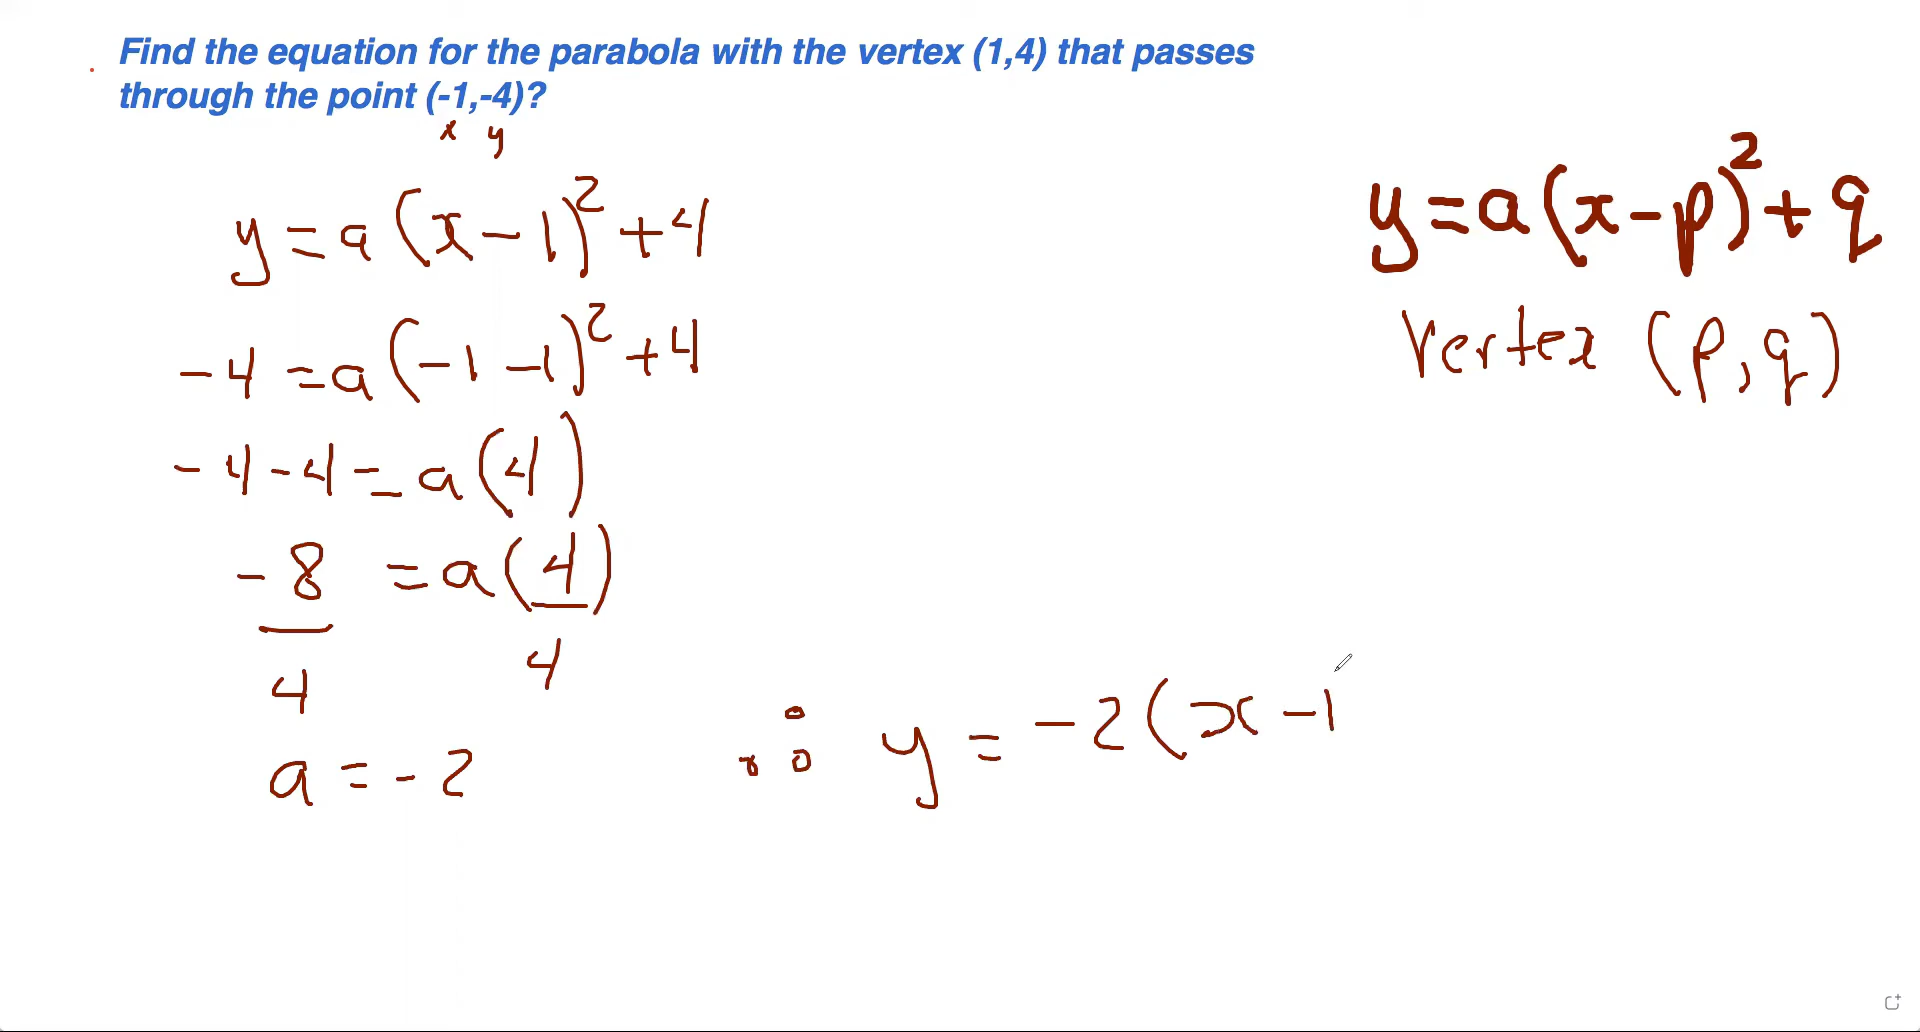 Find the equation for the parabola with the vertex (1,4) that passes
through the point (-1,-4)?
x y
y = a(x - 1)² + 4
-4 = a(-1 -1)² + 4
-4 -4 = a(4)
-8 = a(4)
4 4
a = -2
∴ y = -2(x -1
y = a(x - p)² + q
Vertex (p,q)